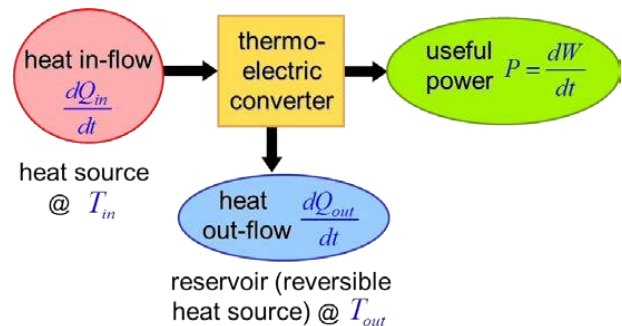 heat in-flow
dQ_in
dt
heat source
@ T_in
thermo-
electric
converter
useful
power P = dW
dt
heat
out-flow dQ_out
dt
reservoir (reversible
heat source) @ T_out